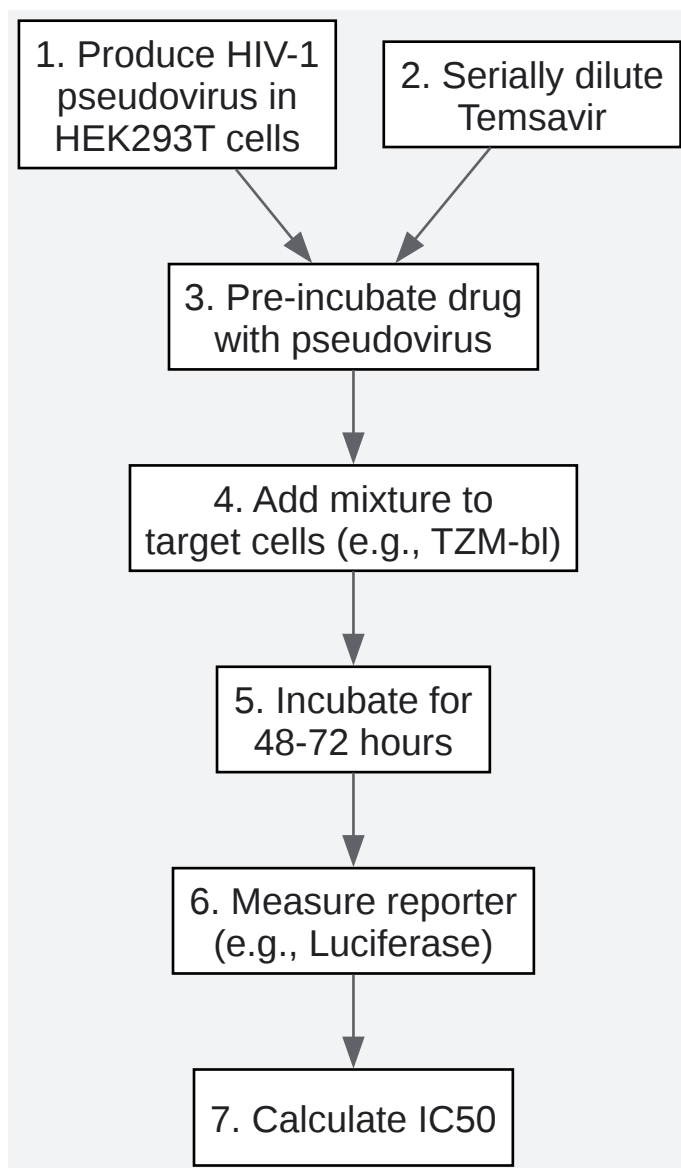 1. Produce HIV-1
pseudovirus in
HEK293T cells
2. Serially dilute
Temsavir
3. Pre-incubate drug
with pseudovirus
4. Add mixture to
target cells (e.g., TZM-bl)
5. Incubate for
48-72 hours
6. Measure reporter
(e.g., Luciferase)
7. Calculate IC50